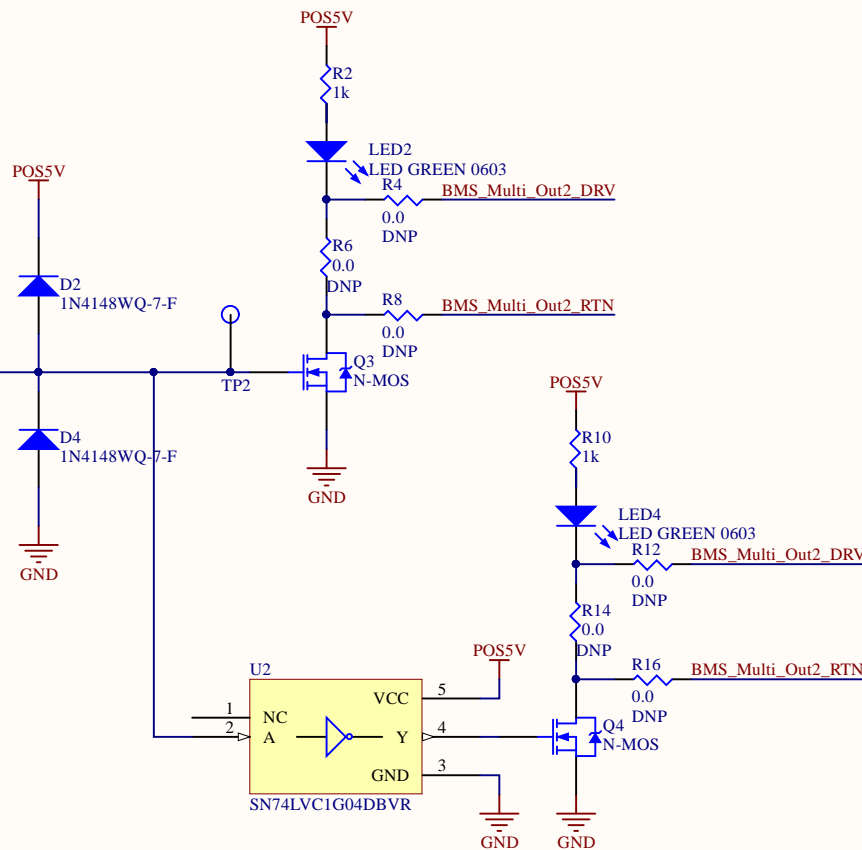 POS5V
R2
1k
LED2
LED GREEN 0603
R4
BMS_Multi_Out2_DRV
0.0
DNP
R6
0.0
DNP
R8
BMS_Multi_Out2_RTN
0.0
DNP
POS5V
D2
1N4148WQ-7-F
TP2
Q3
N-MOS
GND
D4
1N4148WQ-7-F
GND
POS5V
R10
1k
LED4
LED GREEN 0603
R12
BMS_Multi_Out2_DRV
0.0
DNP
R14
0.0
DNP
R16
BMS_Multi_Out2_RTN
0.0
DNP
Q4
N-MOS
GND
POS5V
U2
VCC
5
1
NC
2
A
Y
4
GND
3
SN74LVC1G04DBVR
GND